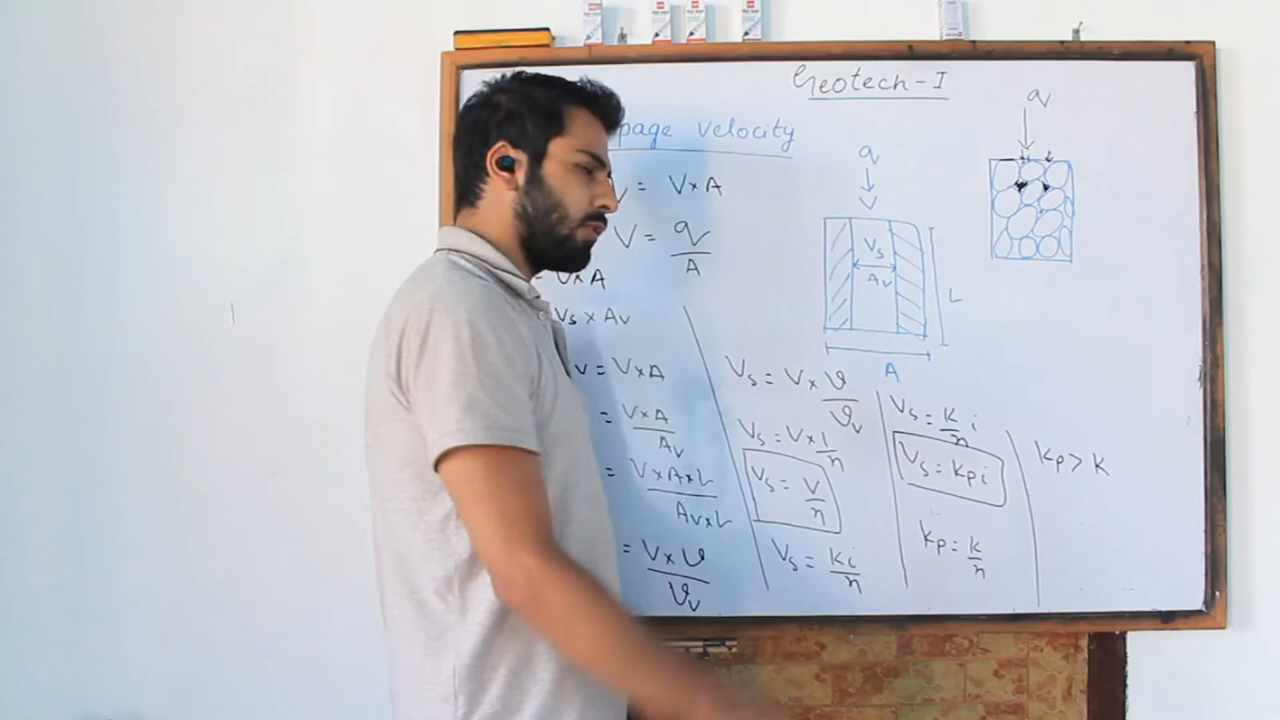 Geotech-I
page velocity
= V×A
V = q/A
= V×A
Vs × Av
= V×A
= V×A/Av
= V×A×L/Av×L
= V×V/Vv
q
Vs
Av
L
A
q
Vs = V× V/Vv
Vs = V× 1/n
Vs = V/n
Vs = Ki/n
Vs = K/n i
Vs = Kp i
Kp = K/n
Kp > K